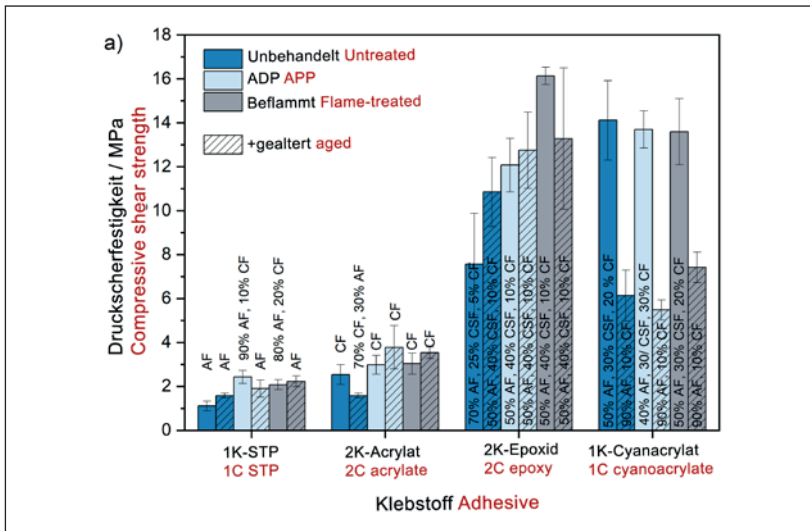 a)
Druckscherfestigkeit / MPa
Compressive shear strength
18
16
14
12
10
8
6
4
2
0
Unbehandelt Untreated
ADP APP
Beflammt Flame-treated
+gealtert aged
AF
AF
90% AF, 10% CF
AF
80% AF, 20% CF
AF
CF
70% CF, 30% AF
CF
CF
CF
CF
70% AF, 25% CSF, 5% CF
50% AF, 40% CSF, 10% CF
50% AF, 40% CSF, 10% CF
50% AF, 40% CSF, 10% CF
50% AF, 40% CSF, 10% CF
50% AF, 40% CSF, 10% CF
50% AF, 30% CSF, 20 % CF
90% AF, 10% CF
40% AF, 30/ CSF, 30% CF
90% AF, 10% CF
50% AF, 30% CSF, 20% CF
90% AF, 10% CF
1K-STP
1C STP
2K-Acrylat
2C acrylate
2K-Epoxid
2C epoxy
1K-Cyanacrylat
1C cyanoacrylate
Klebstoff Adhesive